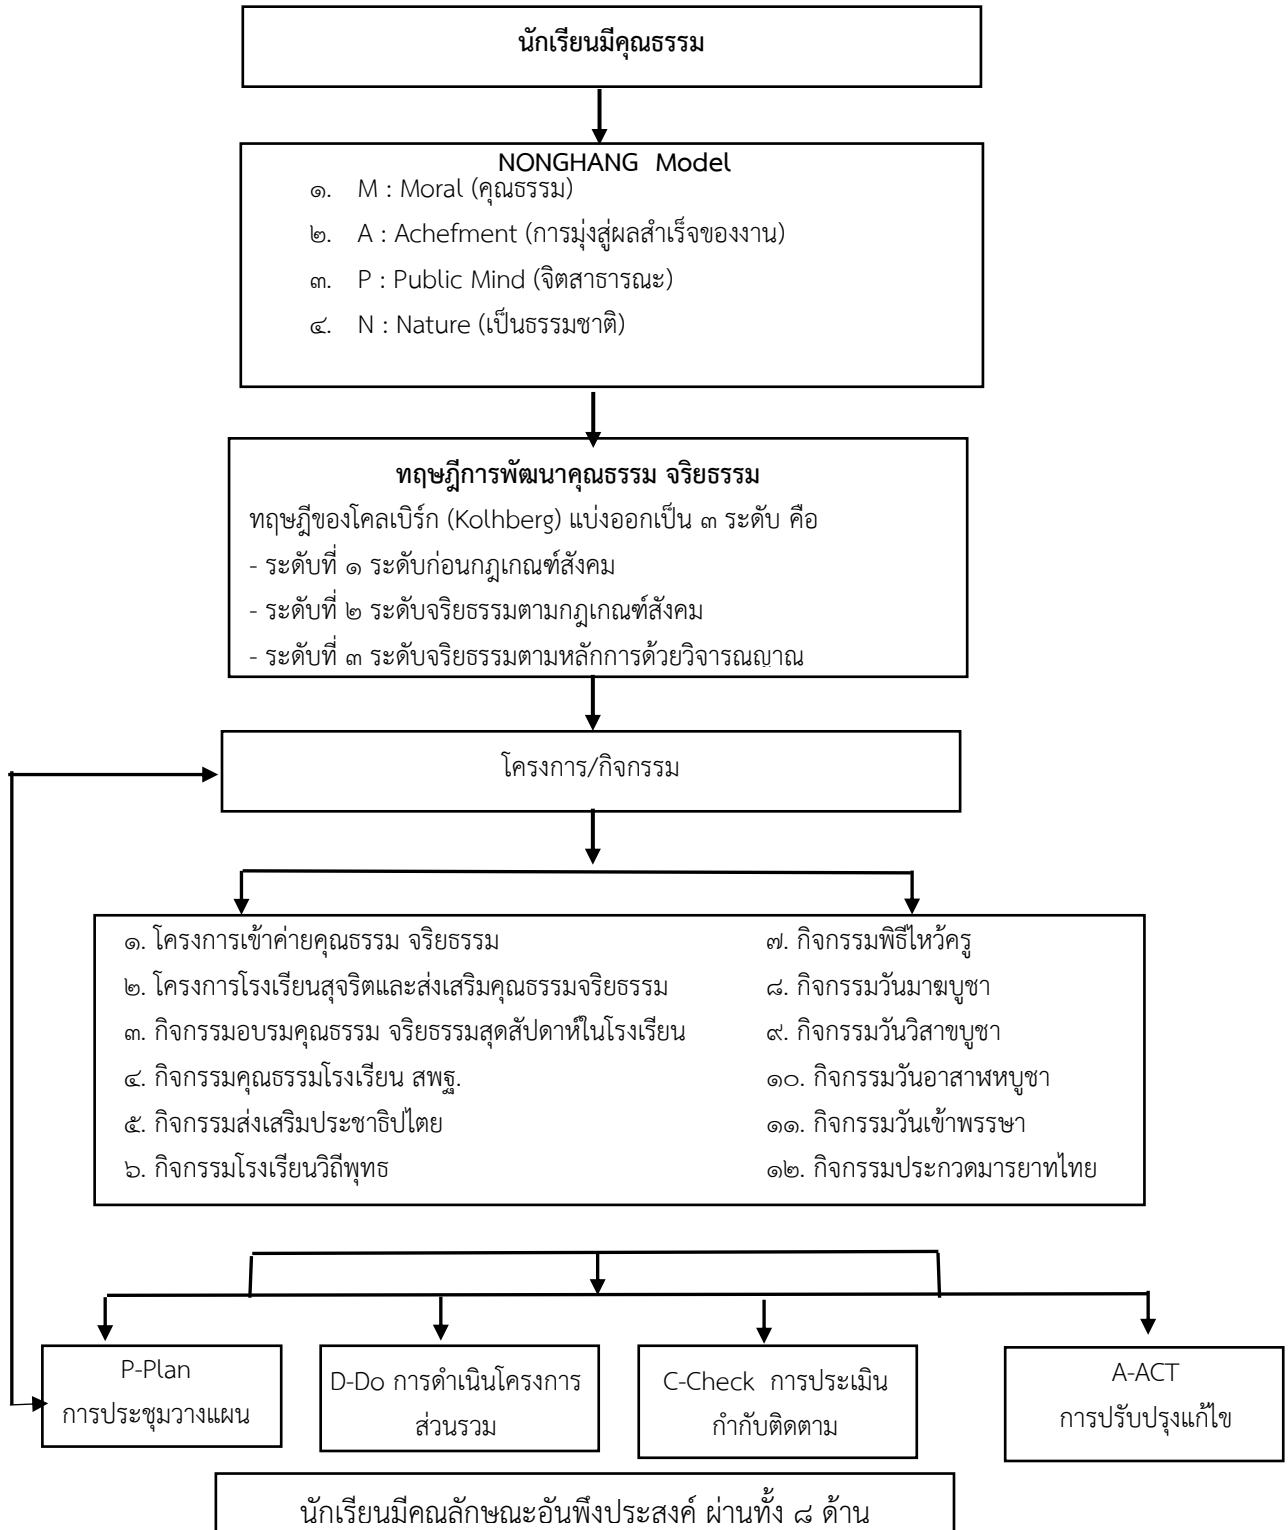 นักเรียนมีคุณธรรม
NONGHANG Model
๑. M : Moral (คุณธรรม)
๒. A : Achefment (การมุ่งสู่ผลสำเร็จของงาน)
๓. P : Public Mind (จิตสาธารณะ)
๔. N : Nature (เป็นธรรมชาติ)
ทฤษฎีการพัฒนาคุณธรรม จริยธรรม
ทฤษฎีของโคลเบิร์ก (Kolhberg) แบ่งออกเป็น ๓ ระดับ คือ
- ระดับที่ ๑ ระดับก่อนกฎเกณฑ์สังคม
- ระดับที่ ๒ ระดับจริยธรรมตามกฎเกณฑ์สังคม
- ระดับที่ ๓ ระดับจริยธรรมตามหลักการด้วยวิจารณญาณ
โครงการ/กิจกรรม
๑. โครงการเข้าค่ายคุณธรรม จริยธรรม
๒. โครงการโรงเรียนสุจริตและส่งเสริมคุณธรรมจริยธรรม
๓. กิจกรรมอบรมคุณธรรม จริยธรรมสุดสัปดาห์ในโรงเรียน
๔. กิจกรรมคุณธรรมโรงเรียน สพฐ.
๕. กิจกรรมส่งเสริมประชาธิปไตย
๖. กิจกรรมโรงเรียนวิถีพุทธ
๗. กิจกรรมพิธีไหว้ครู
๘. กิจกรรมวันมาฆบูชา
๙. กิจกรรมวันวิสาขบูชา
๑๐. กิจกรรมวันอาสาฬหบูชา
๑๑. กิจกรรมวันเข้าพรรษา
๑๒. กิจกรรมประกวดมารยาทไทย
P-Plan
การประชุมวางแผน
D-Do การดำเนินโครงการ
ส่วนรวม
C-Check การประเมิน
กำกับติดตาม
A-ACT
การปรับปรุงแก้ไข
นักเรียนมีคุณลักษณะอันพึงประสงค์ ผ่านทั้ง ๘ ด้าน